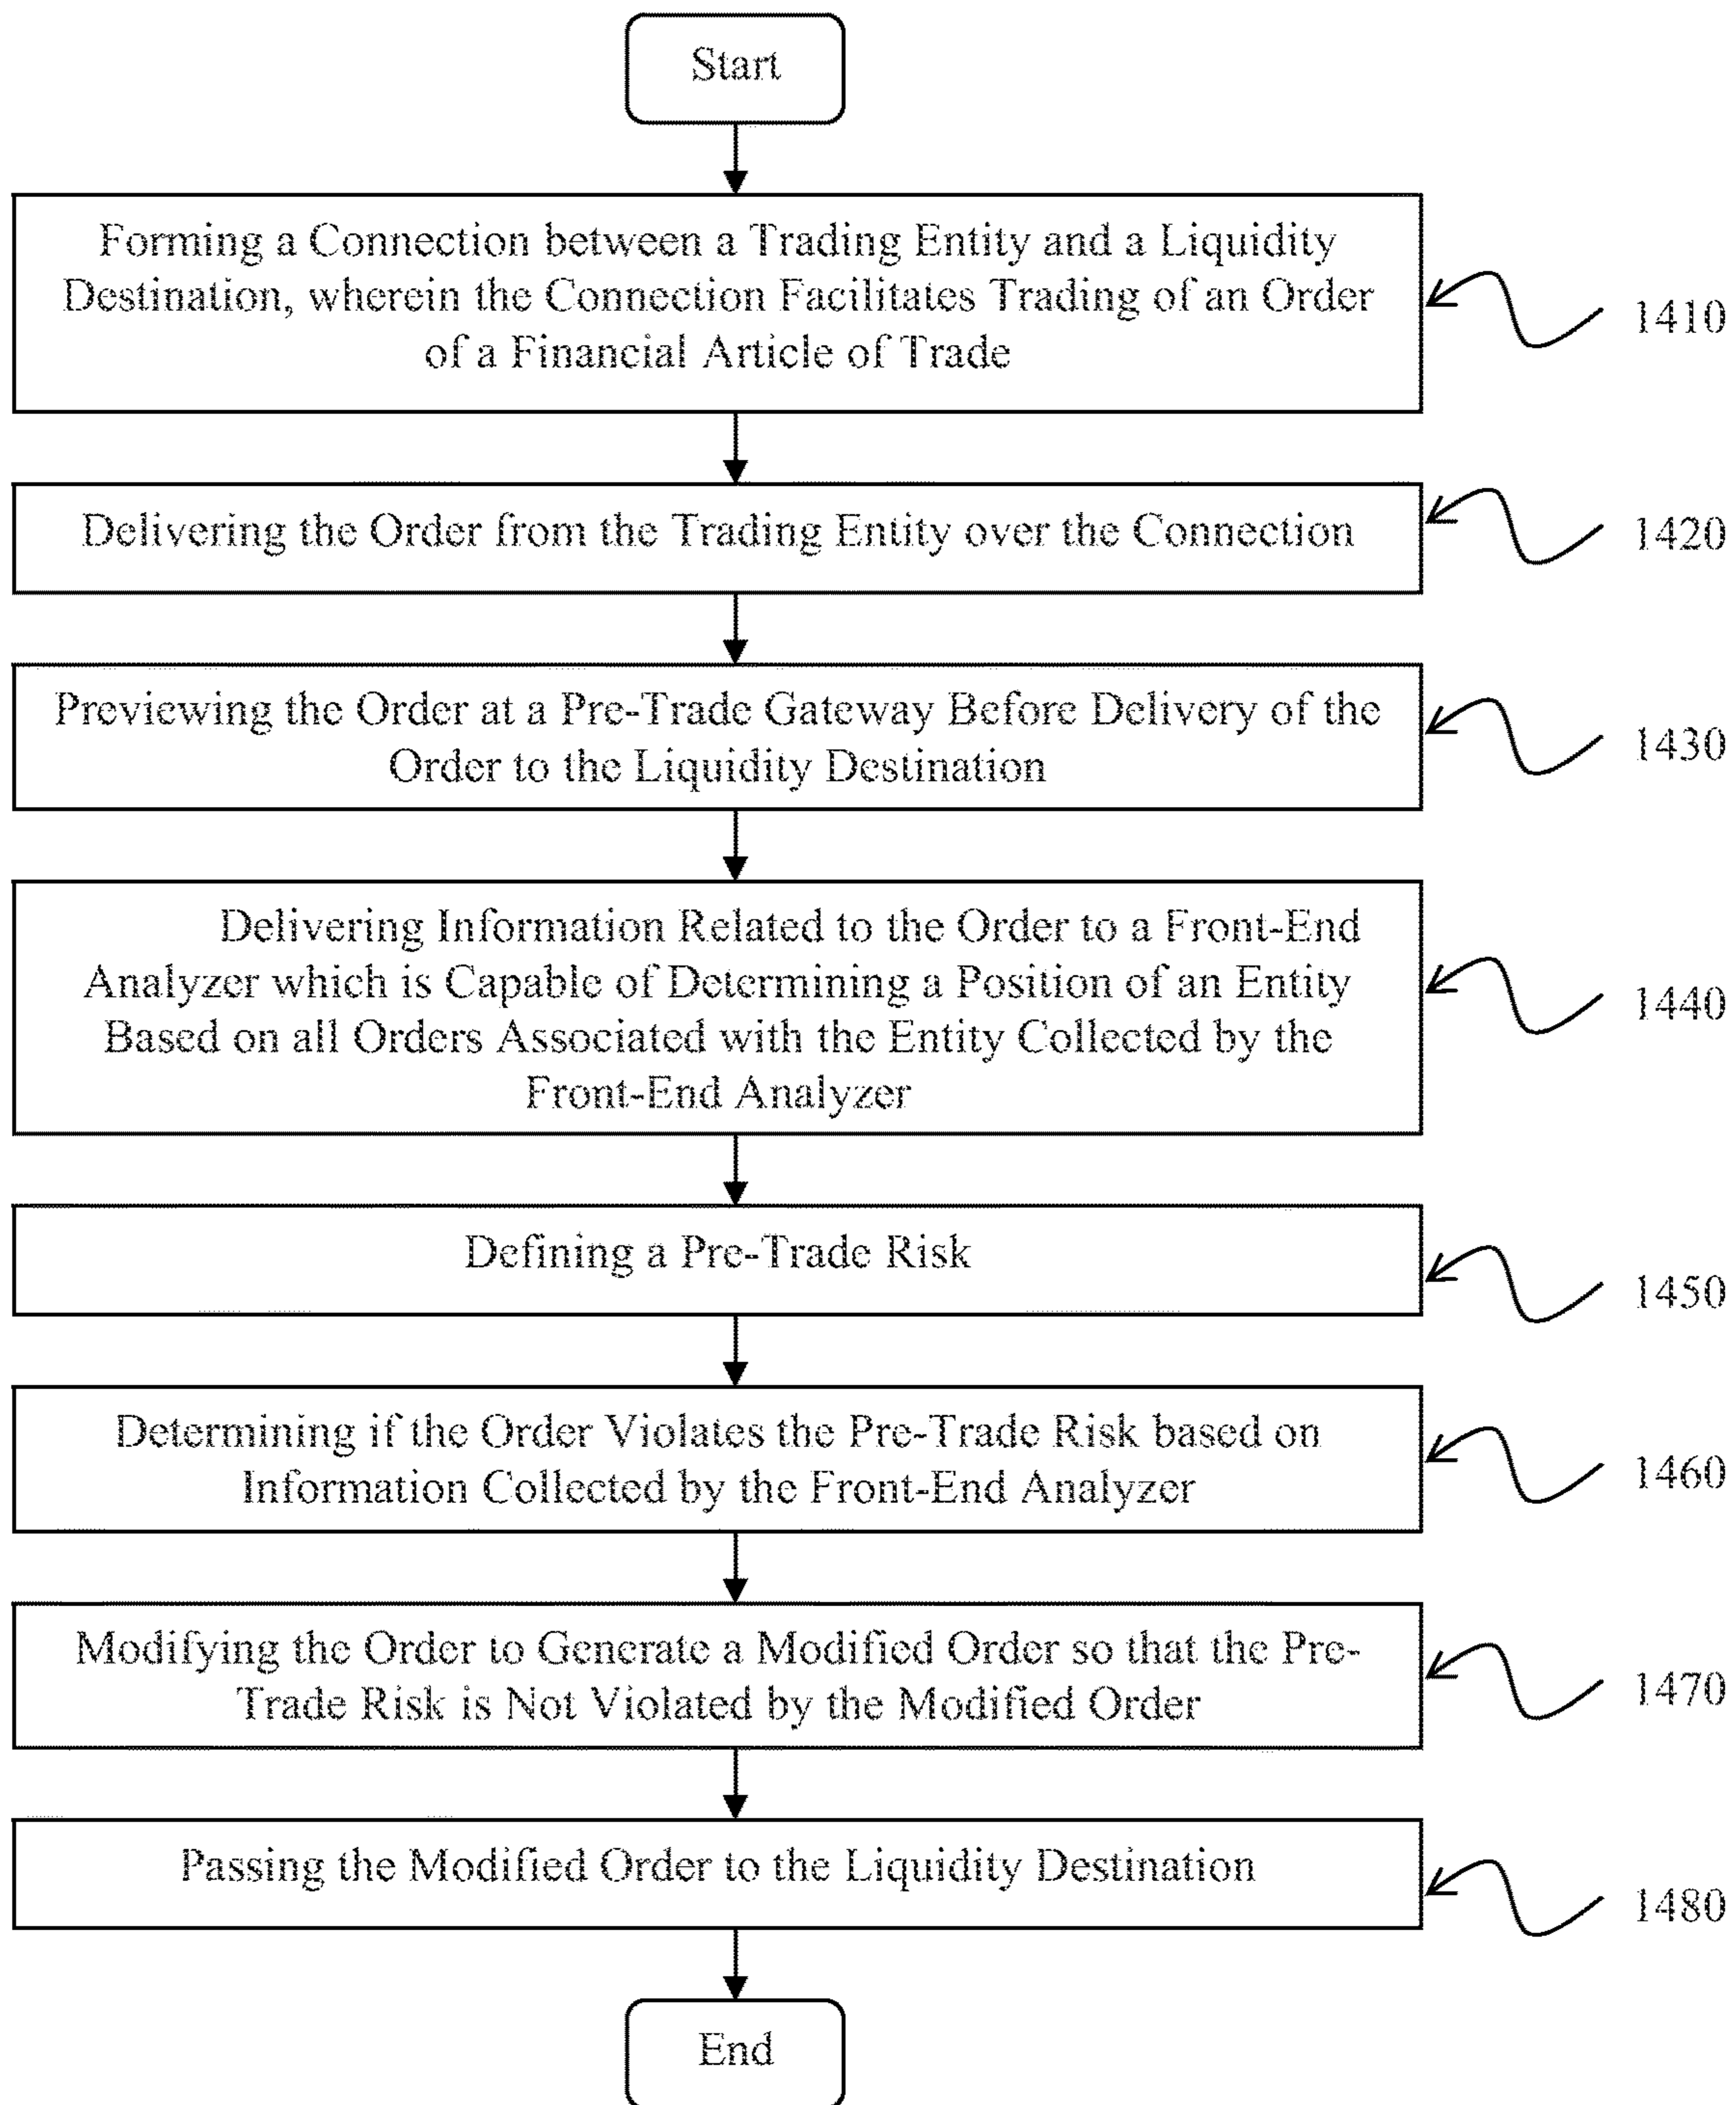 Start
Forming a Connection between a Trading Entity and a Liquidity
Destination, wherein the Connection Facilitates Trading of an Order
of a Financial Article of Trade
1410
Delivering the Order from the Trading Entity over the Connection
1420
Previewing the Order at a Pre-Trade Gateway Before Delivery of the
Order to the Liquidity Destination
1430
Delivering Information Related to the Order to a Front-End
Analyzer which is Capable of Determining a Position of an Entity
Based on all Orders Associated with the Entity Collected by the
Front-End Analyzer
1440
Defining a Pre-Trade Risk
1450
Determining if the Order Violates the Pre-Trade Risk based on
Information Collected by the Front-End Analyzer
1460
Modifying the Order to Generate a Modified Order so that the Pre-
Trade Risk is Not Violated by the Modified Order
1470
Passing the Modified Order to the Liquidity Destination
1480
End